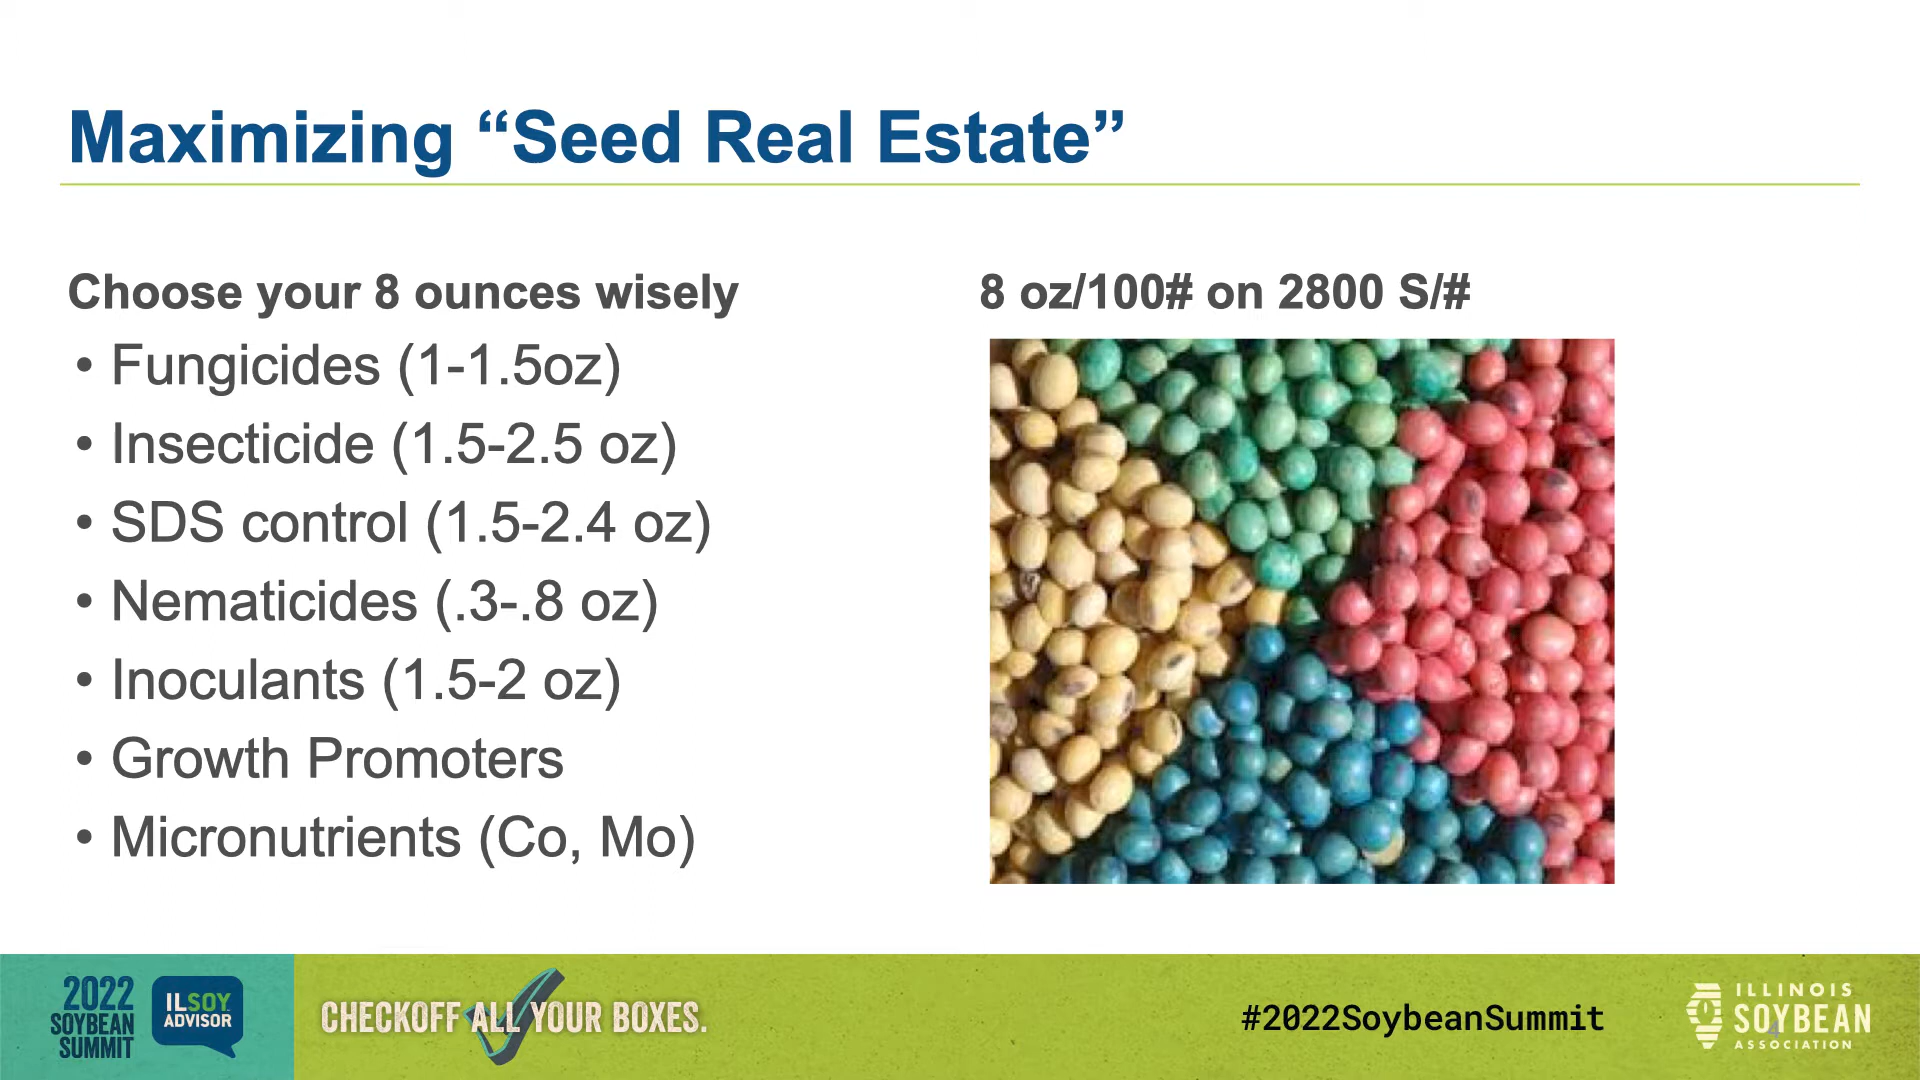 Maximizing “Seed Real Estate”
Choose your 8 ounces wisely
• Fungicides (1-1.5oz)
• Insecticide (1.5-2.5 oz)
• SDS control (1.5-2.4 oz)
• Nematicides (.3-.8 oz)
• Inoculants (1.5-2 oz)
• Growth Promoters
• Micronutrients (Co, Mo)
8 oz/100# on 2800 S/#
2022
SOYBEAN
SUMMIT
ILSOY
ADVISOR
CHECKOFF ALL YOUR BOXES.
#2022SoybeanSummit
ILLINOIS
SOYBEAN
ASSOCIATION
4